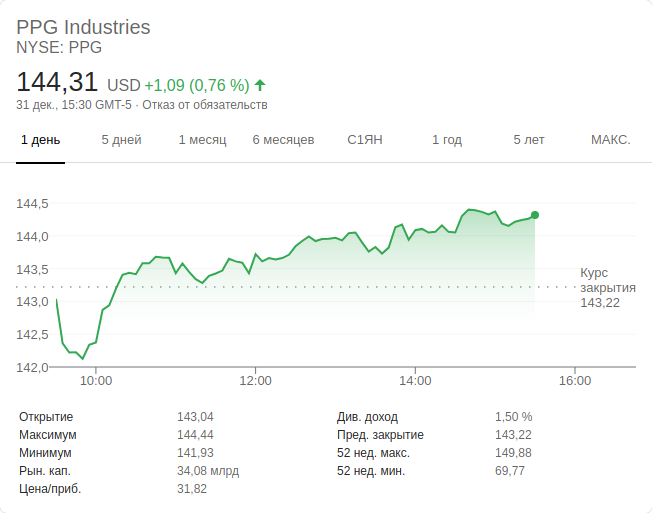 PPG Industries
NYSE: PPG
144,31 USD +1,09 (0,76 %)
31 дек., 15:30 GMT-5 · Отказ от обязательств
1 день 5 дней 1 месяц 6 месяцев С1ЯН 1 год 5 лет МАКС.
144,5
144,0
143,5
143,0
142,5
142,0
Курс
закрытия
143,22
10:00 12:00 14:00 16:00
Открытие 143,04
Максимум 144,44
Минимум 141,93
Рын. кап. 34,08 млрд
Цена/приб. 31,82
Див. доход 1,50 %
Пред. закрытие 143,22
52 нед. макс. 149,88
52 нед. мин. 69,77